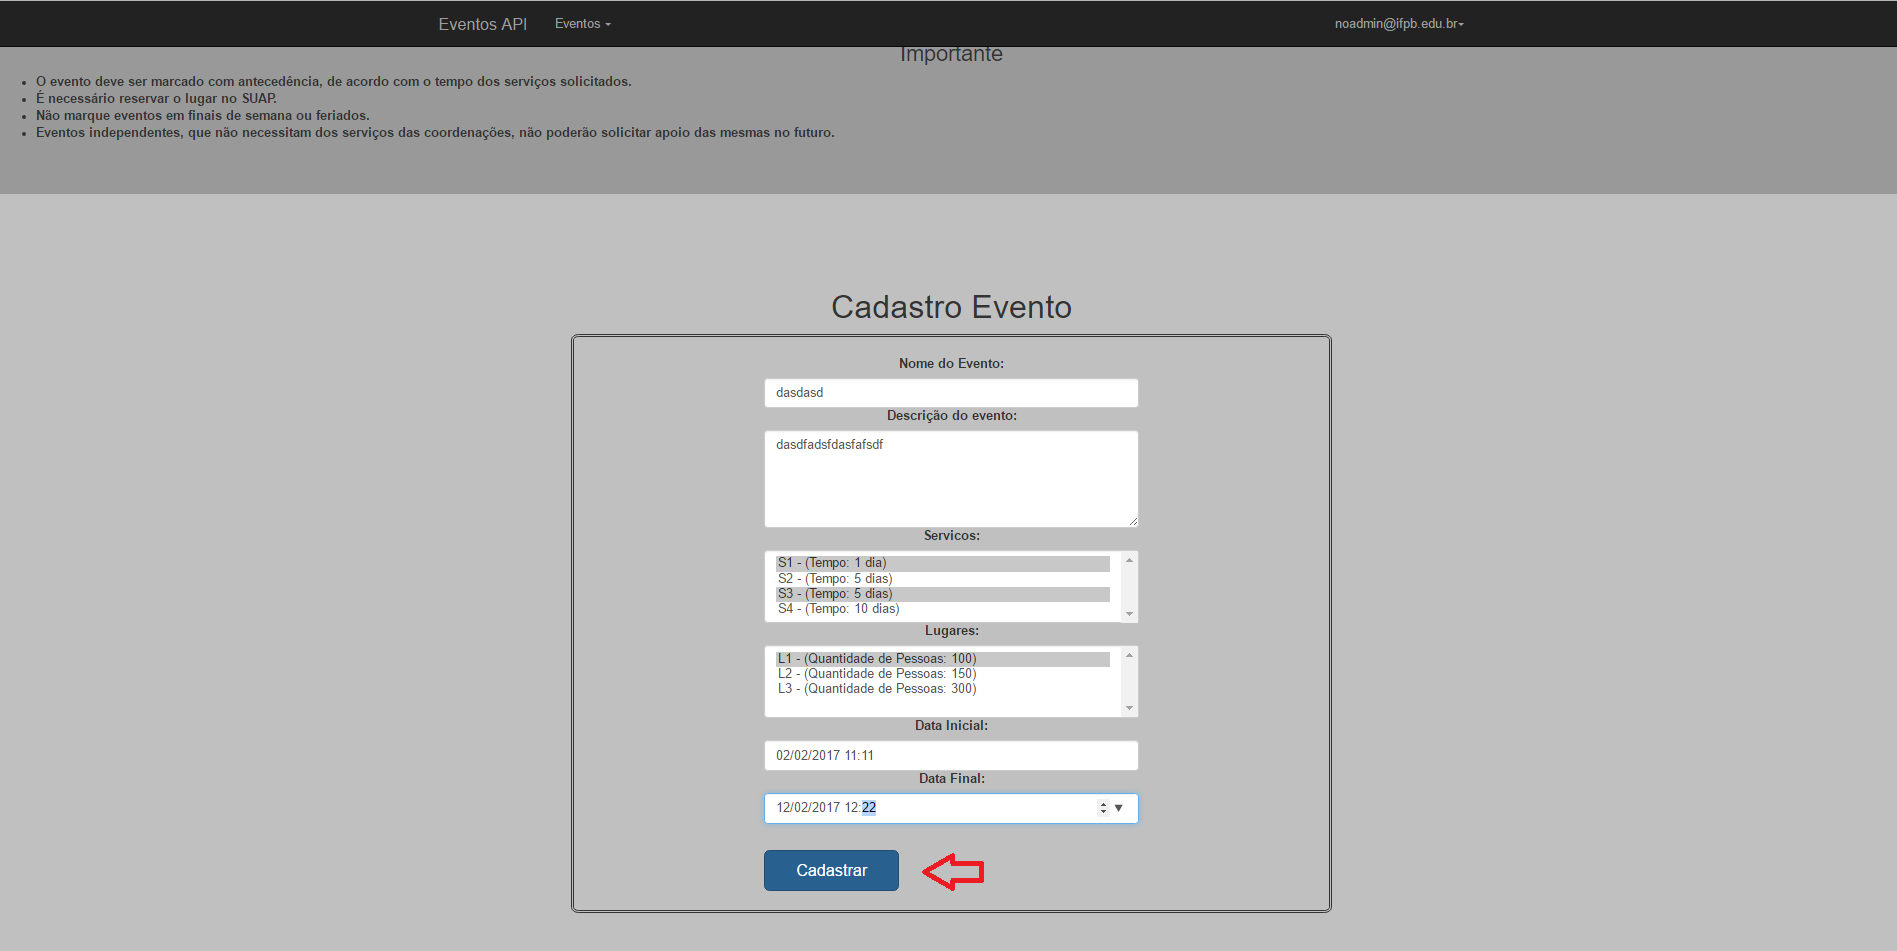 Eventos API Eventos noadmin@ifpb.edu.br
Importante
O evento deve ser marcado com antecedência, de acordo com o tempo dos serviços solicitados.
É necessário reservar o lugar no SUAP.
Não marque eventos em finais de semana ou feriados.
Eventos independentes, que não necessitam dos serviços das coordenações, não poderão solicitar apoio das mesmas no futuro.
Cadastro Evento
Nome do Evento:
dasdasd
Descrição do evento:
dasdfadsfdasfafsdf
Servicos:
S1 - (Tempo: 1 dia)
S2 - (Tempo: 5 dias)
S3 - (Tempo: 5 dias)
S4 - (Tempo: 10 dias)
Lugares:
L1 - (Quantidade de Pessoas: 100)
L2 - (Quantidade de Pessoas: 150)
L3 - (Quantidade de Pessoas: 300)
Data Inicial:
02/02/2017 11:11
Data Final:
12/02/2017 12:22
Cadastrar